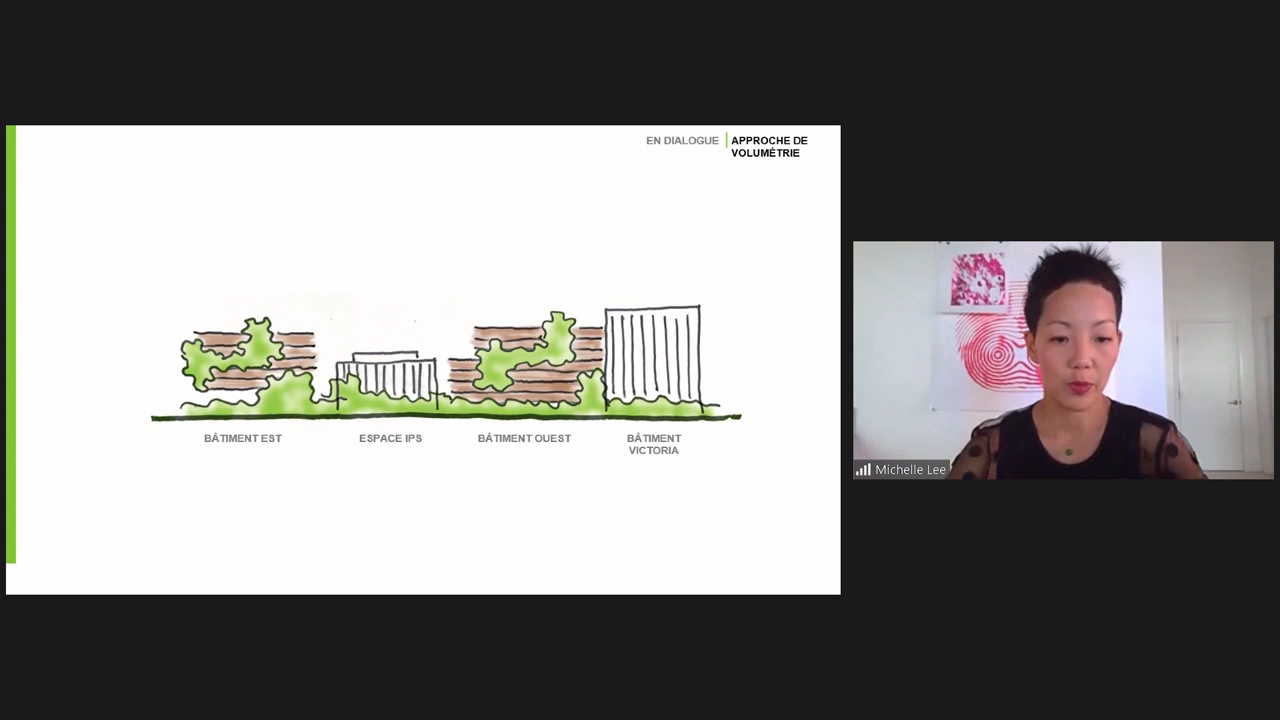 EN DIALOGUE
APPROCHE DE
VOLUMÉTRIE
BÂTIMENT EST
ESPACE IPS
BÂTIMENT OUEST
BÂTIMENT
VICTORIA
Michelle Lee